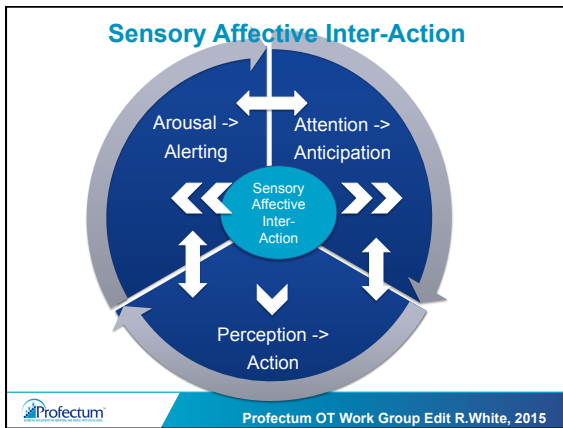 Sensory Affective Inter-Action
Arousal ->
Alerting
Attention ->
Anticipation
Sensory
Affective
Inter-
Action
Perception ->
Action
Profectum™
Profectum OT Work Group Edit R.White, 2015